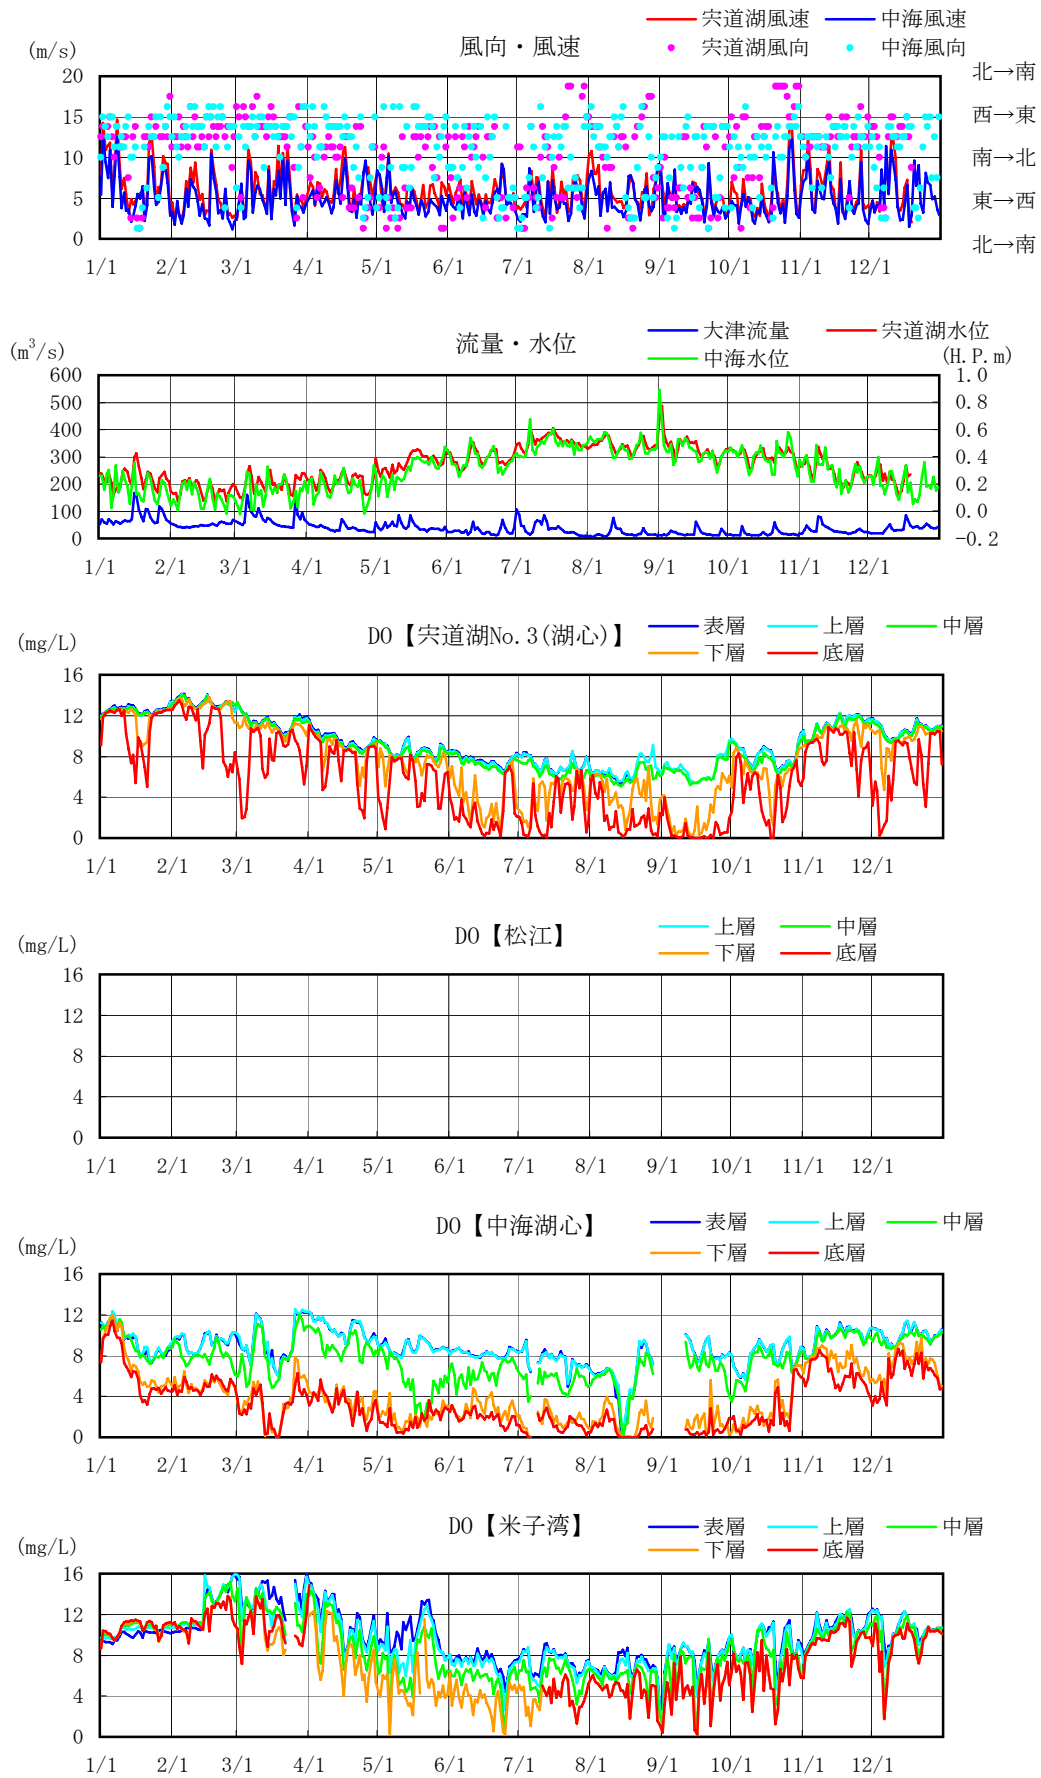 宍道湖風速 中海風速
(m/s) 風向・風速 宍道湖風向 中海風向
北→南
20
西→東
15
南→北
10
東→西
5
北→南
0
1/1 2/1 3/1 4/1 5/1 6/1 7/1 8/1 9/1 10/1 11/1 12/1
大津流量 宍道湖水位
(m³/s) 流量・水位 中海水位 (H.P.m)
600 1.0
500 0.8
400 0.6
300 0.4
200 0.2
100 0.0
0 -0.2
1/1 2/1 3/1 4/1 5/1 6/1 7/1 8/1 9/1 10/1 11/1 12/1
(mg/L) DO【宍道湖No.3(湖心)】 表層 上層 中層
下層 底層
16
12
8
4
0
1/1 2/1 3/1 4/1 5/1 6/1 7/1 8/1 9/1 10/1 11/1 12/1
(mg/L) DO【松江】 上層 中層
下層 底層
16
12
8
4
0
1/1 2/1 3/1 4/1 5/1 6/1 7/1 8/1 9/1 10/1 11/1 12/1
(mg/L) DO【中海湖心】 表層 上層 中層
下層 底層
16
12
8
4
0
1/1 2/1 3/1 4/1 5/1 6/1 7/1 8/1 9/1 10/1 11/1 12/1
(mg/L) DO【米子湾】 表層 上層 中層
下層 底層
16
12
8
4
0
1/1 2/1 3/1 4/1 5/1 6/1 7/1 8/1 9/1 10/1 11/1 12/1